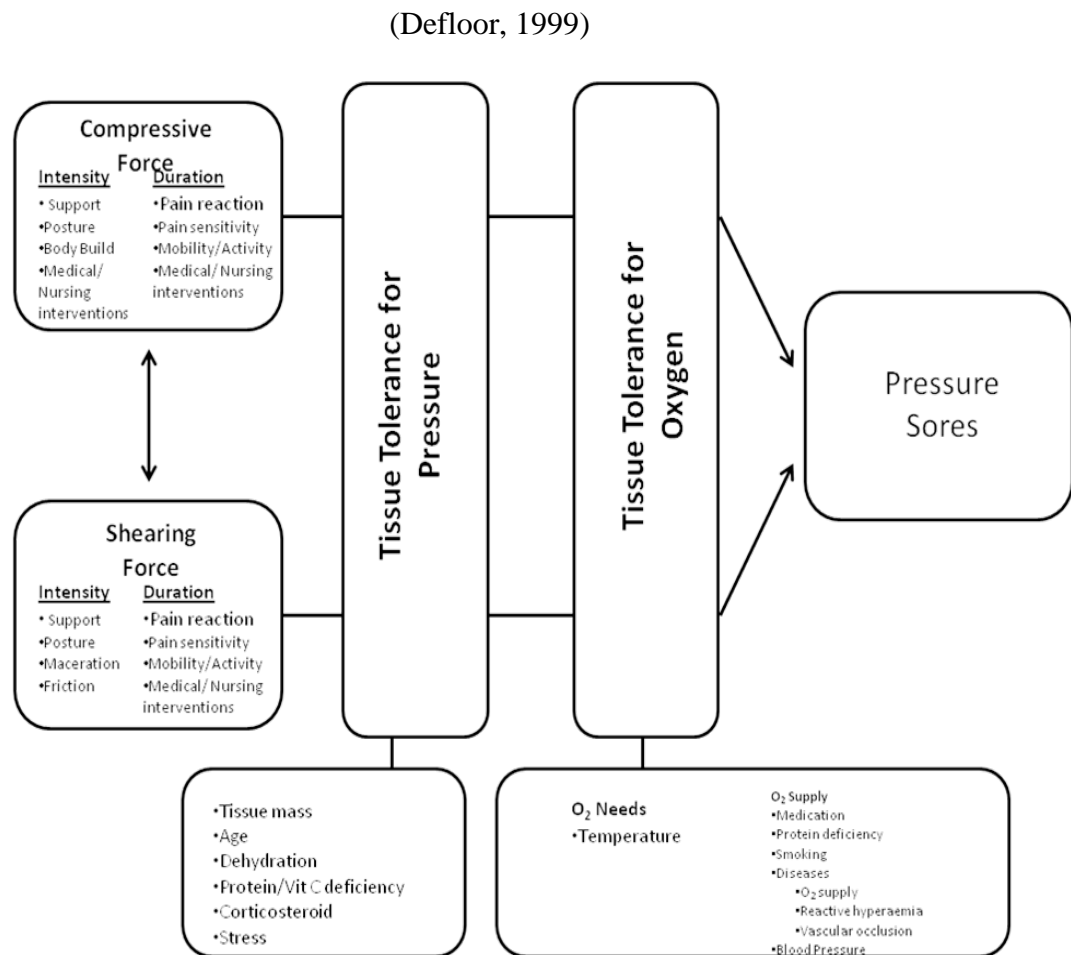 (Defloor, 1999)
Compressive
Force
Intensity
• Support
•Posture
•Body Build
•Medical/
Nursing
interventions
Duration
•Pain reaction
•Pain sensitivity
•Mobility/Activity
•Medical/ Nursing
interventions
Shearing
Force
Intensity
• Support
•Posture
•Maceration
•Friction
Duration
•Pain reaction
•Pain sensitivity
•Mobility/Activity
•Medical/ Nursing
interventions
Tissue Tolerance for
Pressure
Tissue Tolerance for
Oxygen
Pressure
Sores
•Tissue mass
•Age
•Dehydration
•Protein/Vit C deficiency
•Corticosteroid
•Stress
O₂ Needs
•Temperature
O₂ Supply
•Medication
•Protein deficiency
•Smoking
•Diseases
•O₂ supply
•Reactive hyperaemia
•Vascular occlusion
•Blood Pressure